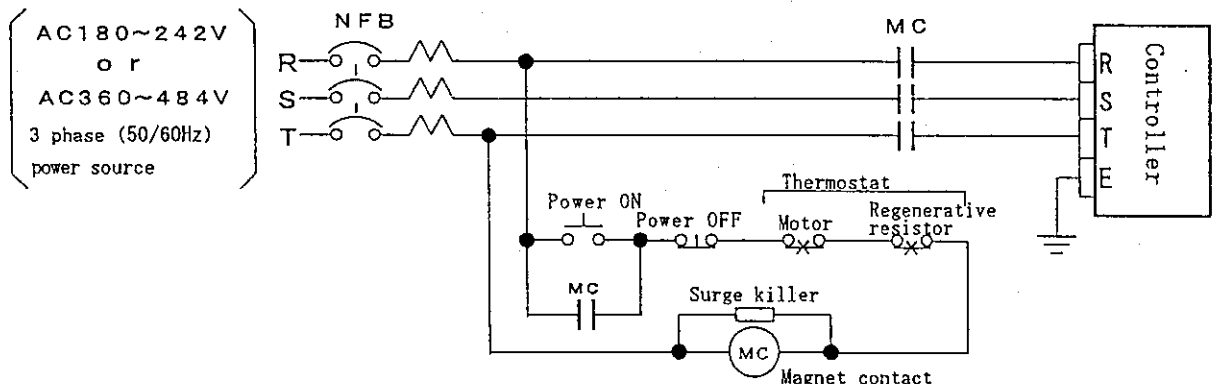 AC180~242V
or
AC360~484V
3 phase (50/60Hz)
power source
NFB
R
S
T
MC
R
S
T
E
Controller
Thermostat
Power ON
Power OFF
Motor
Regenerative
resistor
MC
Surge killer
MC
Magnet contact